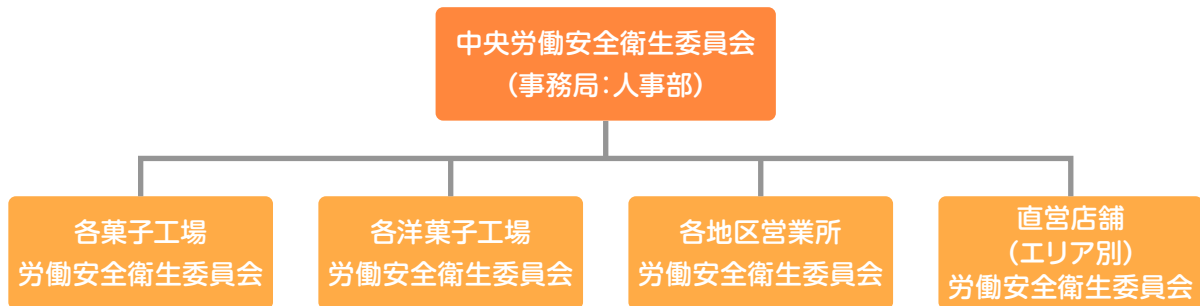 中央労働安全衛生委員会
(事務局:人事部)
各菓子工場
労働安全衛生委員会
各洋菓子工場
労働安全衛生委員会
各地区営業所
労働安全衛生委員会
直営店舗
(エリア別)
労働安全衛生委員会